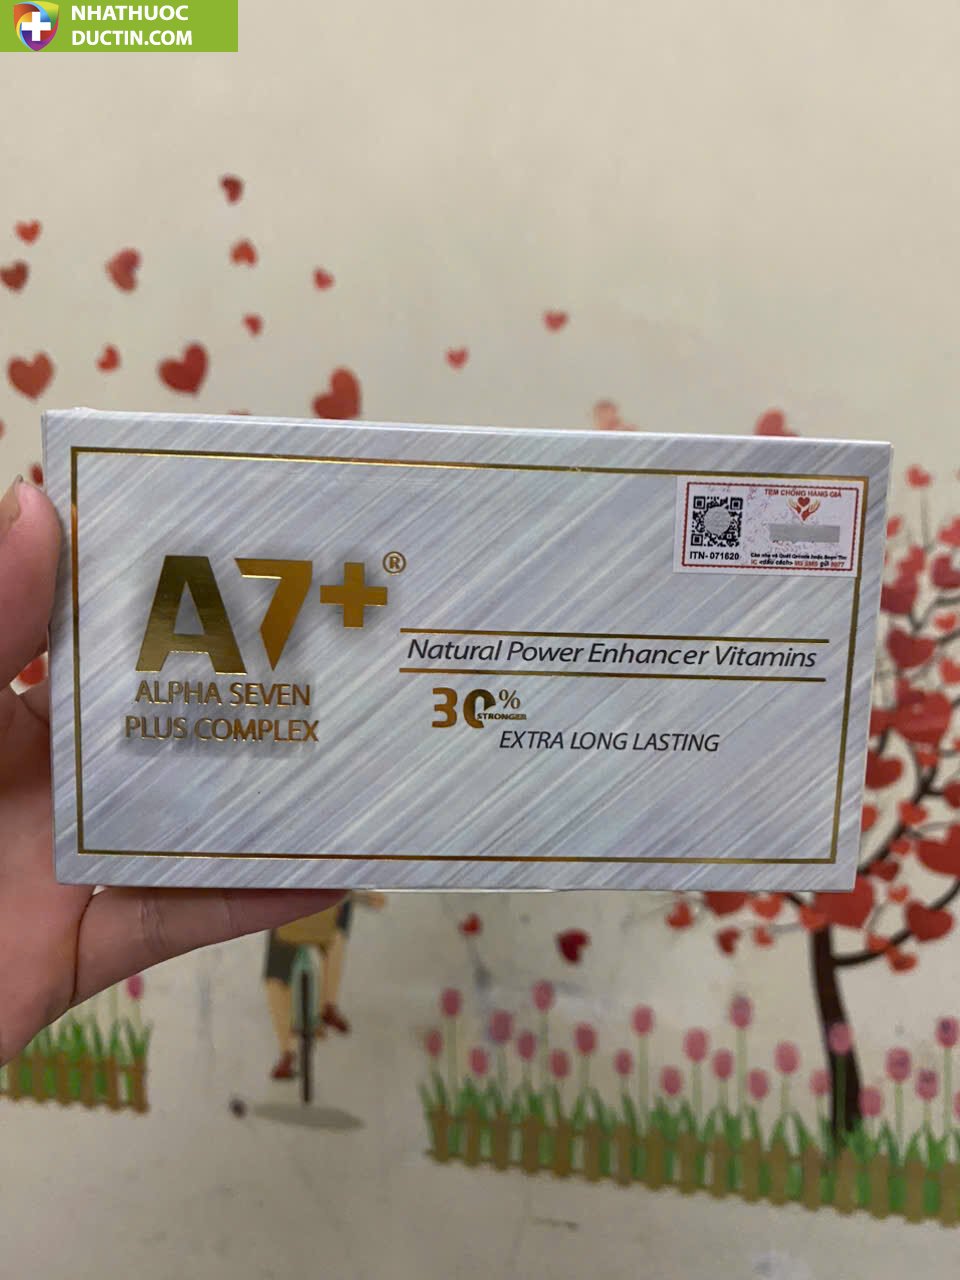 NHATHUOC
DUCTIN.COM
TEM CHỐNG HÀNG GIẢ
ITN- 071620
A7+®
ALPHA SEVEN
PLUS COMPLEX
Natural Power Enhancer Vitamins
30%
STRONGER
EXTRA LONG LASTING